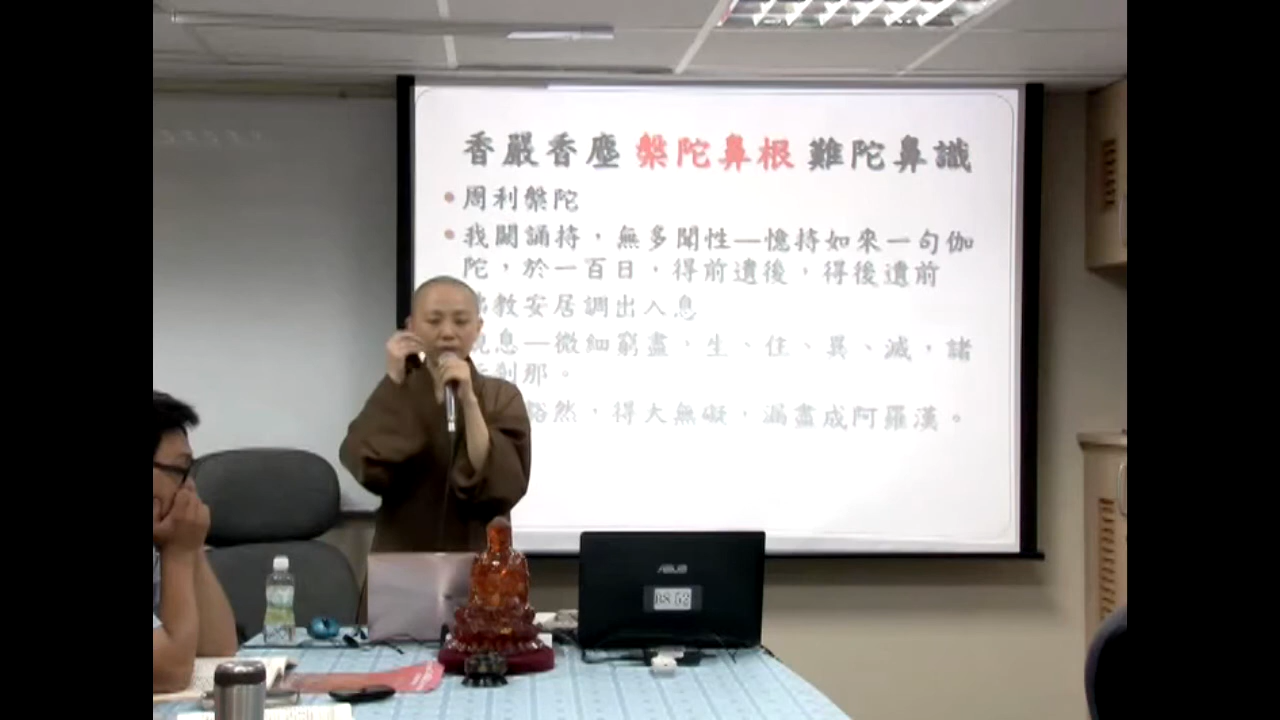 香嚴香塵 槃陀鼻根 難陀鼻識
周利槃陀
我闕誦持，無多聞性—憶持如來一句伽
陀，於一百日，得前遺後，得後遺前
教安居調出入息
息—微細窮盡，生、住、異、滅，諸
剎那。
豁然，得大無礙，漏盡成阿羅漢。
ASUS
08:52